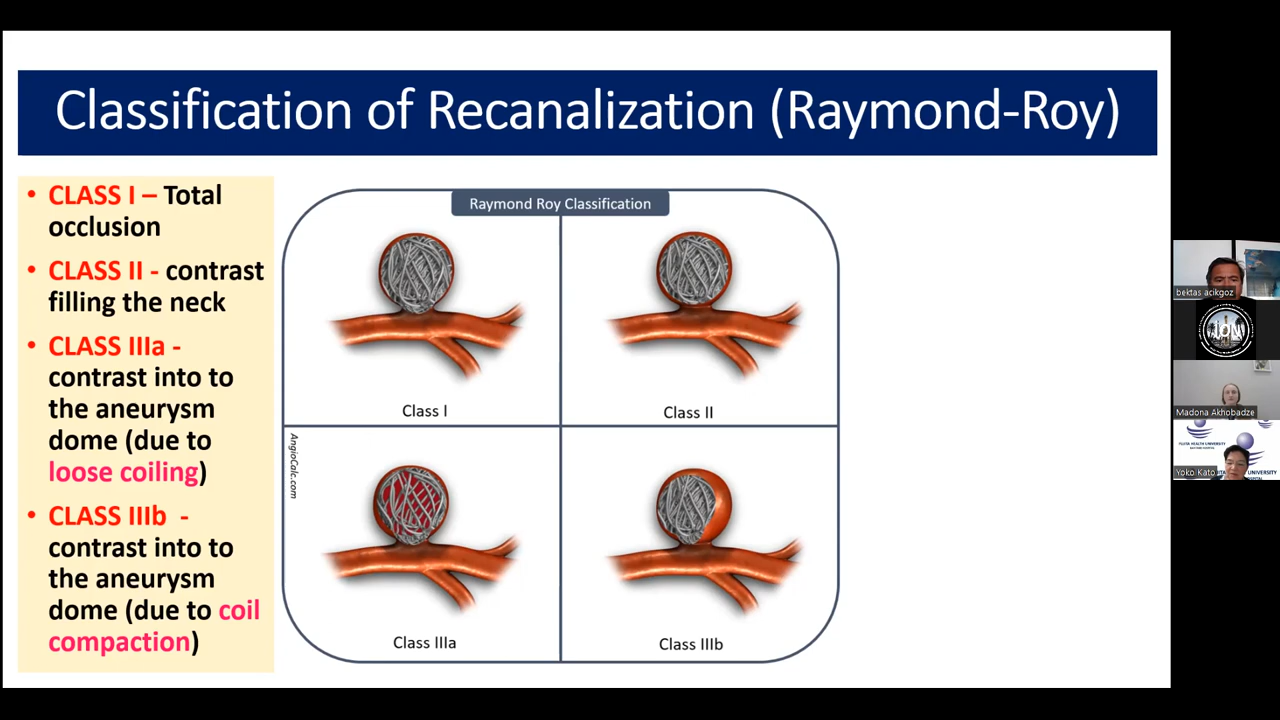 Classification of Recanalization (Raymond-Roy)
• CLASS I – Total
occlusion
• CLASS II - contrast
filling the neck
• CLASS IIIa -
contrast into to
the aneurysm
dome (due to
loose coiling)
• CLASS IIIb -
contrast into to
the aneurysm
dome (due to coil
compaction)
Raymond Roy Classification
Class I
Class II
AngioCalc.com
Class IIIa
Class IIIb
bektas acikgoz
Madona Akhobadze
Yoko Kato